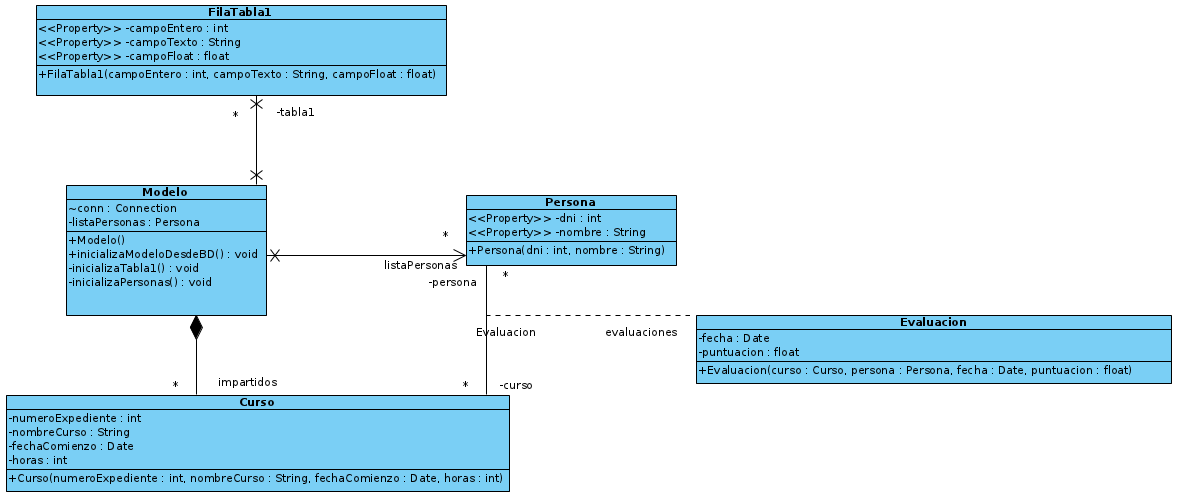 FilaTabla1
<<Property>> -campoEntero : int
<<Property>> -campoTexto : String
<<Property>> -campoFloat : float
+FilaTabla1(campoEntero : int, campoTexto : String, campoFloat : float)
*
-tabla1
Modelo
~conn : Connection
-listaPersonas : Persona
+Modelo()
+inicializaModeloDesdeBD() : void
-inicializaTabla1() : void
-inicializaPersonas() : void
Persona
<<Property>> -dni : int
<<Property>> -nombre : String
+Persona(dni : int, nombre : String)
*
listaPersonas
-persona
*
Evaluacion
evaluaciones
Evaluacion
-fecha : Date
-puntuacion : float
+Evaluacion(curso : Curso, persona : Persona, fecha : Date, puntuacion : float)
*
impartidos
*
-curso
Curso
-numeroExpediente : int
-nombreCurso : String
-fechaComienzo : Date
-horas : int
+Curso(numeroExpediente : int, nombreCurso : String, fechaComienzo : Date, horas : int)